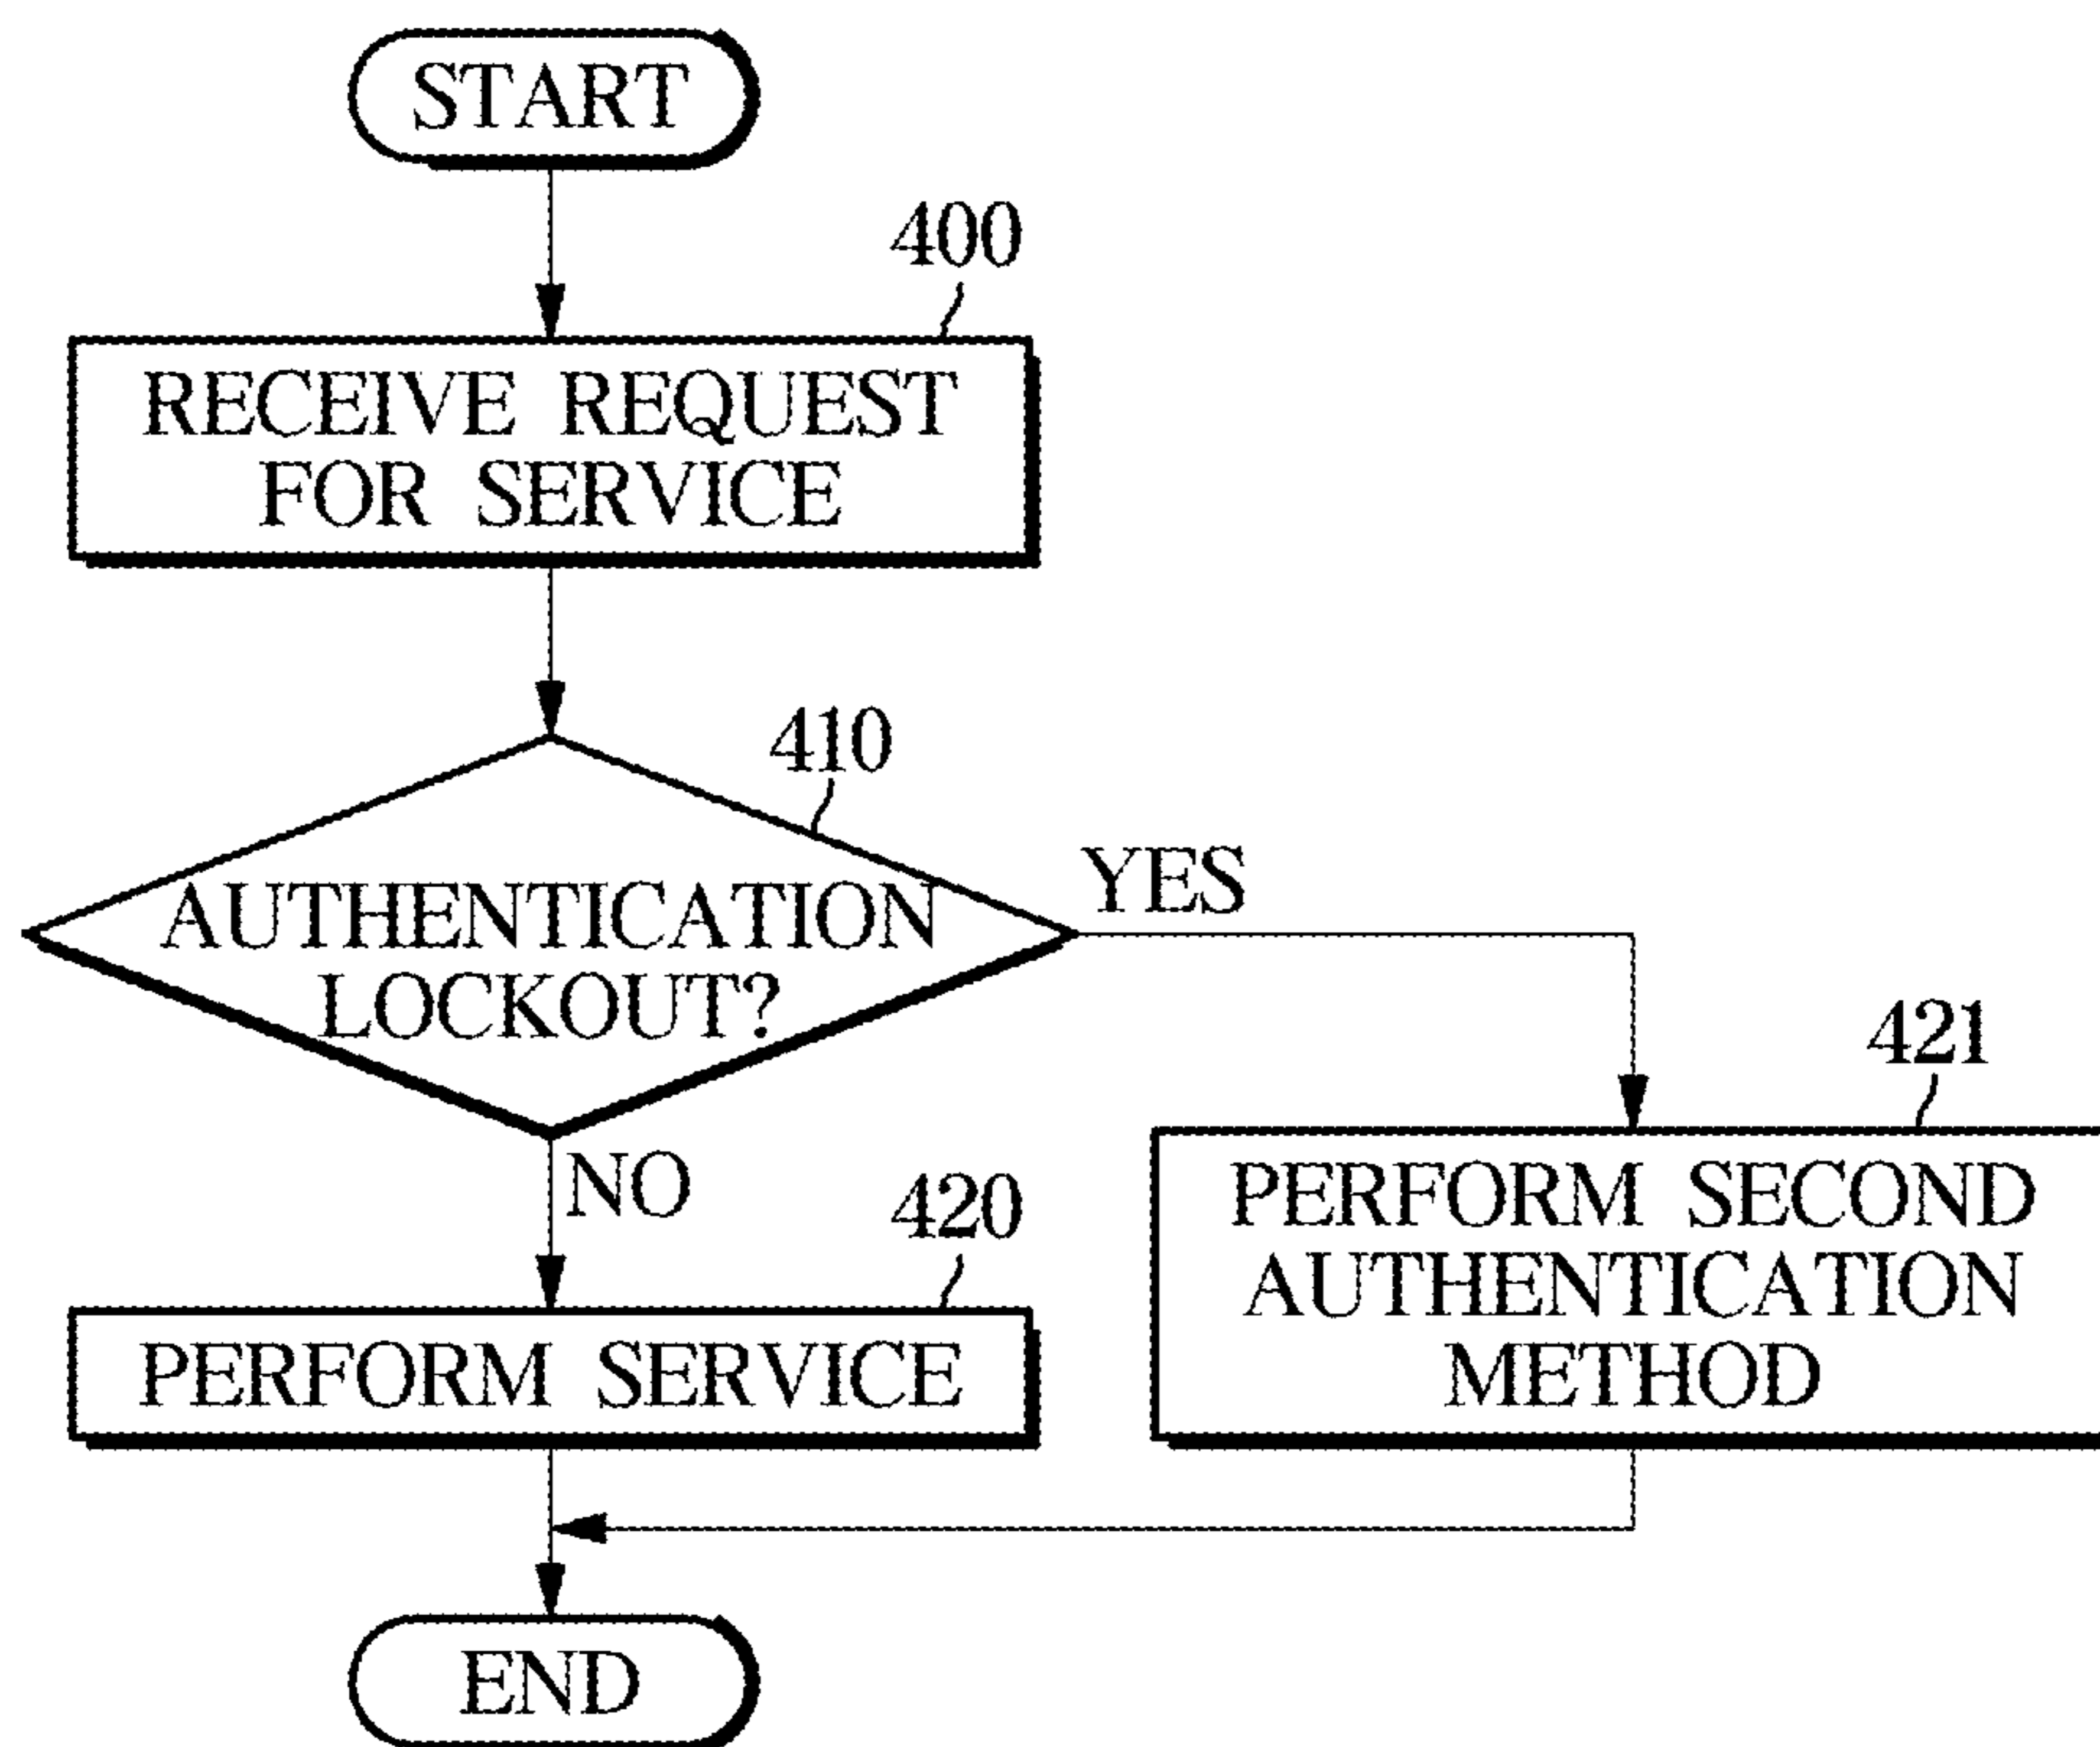 START
400
RECEIVE REQUEST
FOR SERVICE
410
AUTHENTICATION
LOCKOUT?
YES
NO
420
PERFORM SERVICE
421
PERFORM SECOND
AUTHENTICATION
METHOD
END